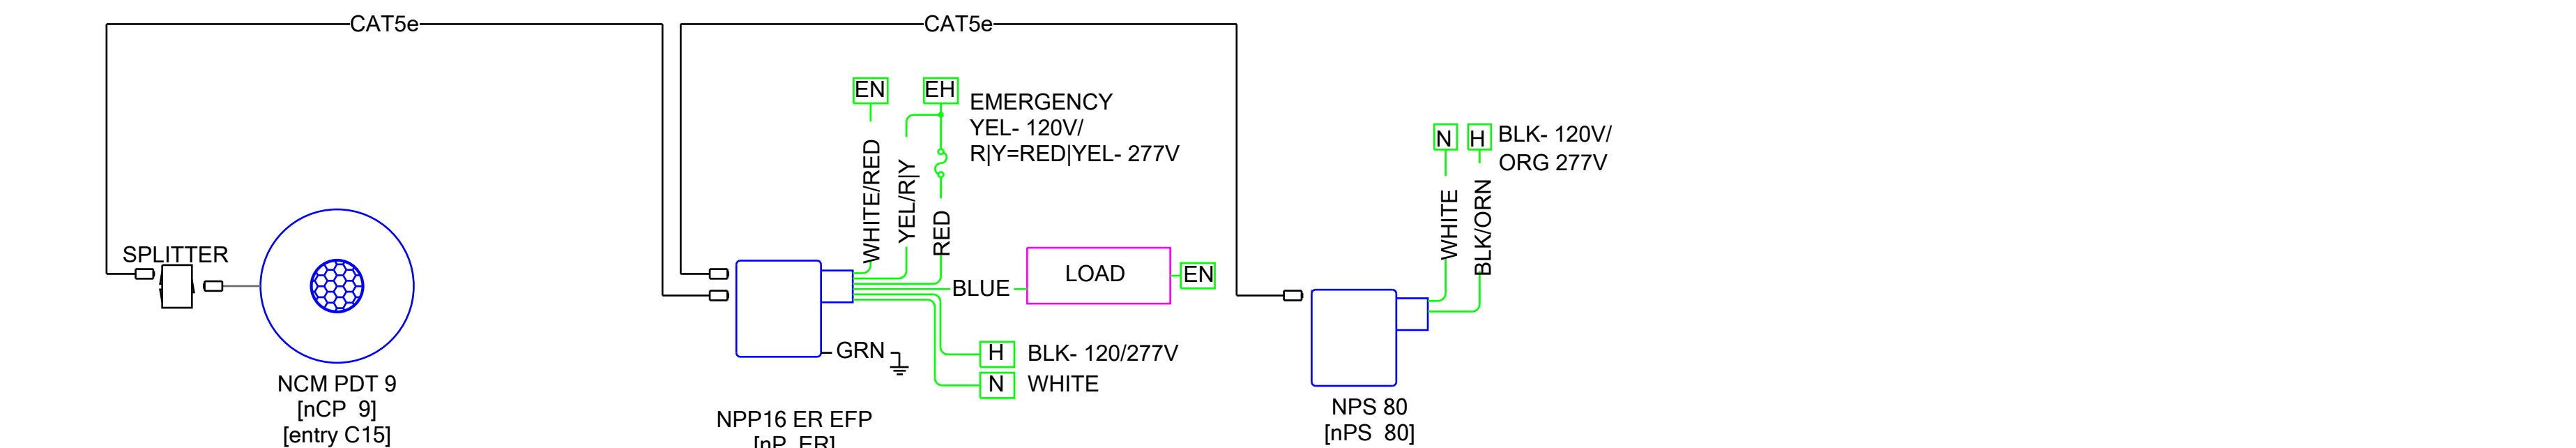 CAT5e
CAT5e
EN
EH
EMERGENCY
YEL- 120V/
R|Y=RED|YEL- 277V
WHITE/RED
YEL/R|Y
RED
N
H
BLK- 120V/
ORG 277V
WHITE
BLK/ORN
SPLITTER
LOAD
EN
BLUE
GRN
H
BLK- 120/277V
N
WHITE
NCM PDT 9
[nCP 9]
[entry C15]
NPP16 ER EFP
[nP ER]
NPS 80
[nPS 80]